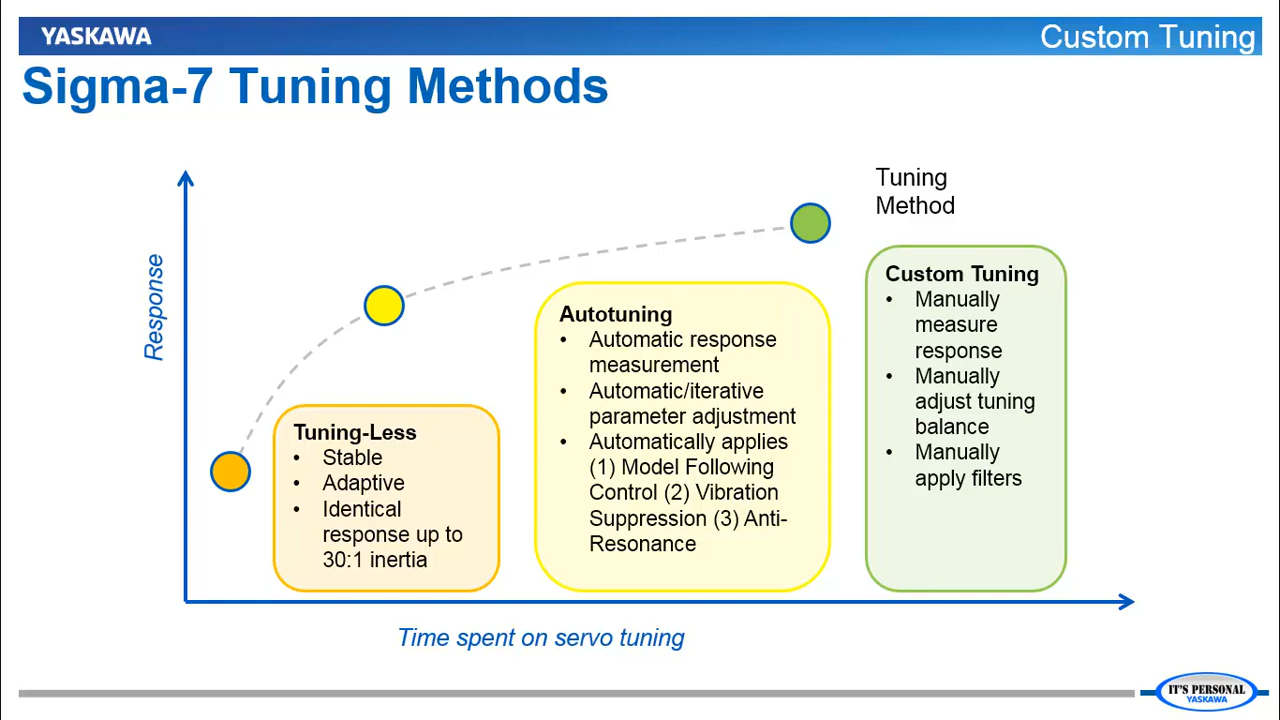 YASKAWA
Custom Tuning
Sigma-7 Tuning Methods
Tuning
Method
Response
Tuning-Less
• Stable
• Adaptive
• Identical
response up to
30:1 inertia
Autotuning
• Automatic response
measurement
• Automatic/iterative
parameter adjustment
• Automatically applies
(1) Model Following
Control (2) Vibration
Suppression (3) Anti-
Resonance
Custom Tuning
• Manually
measure
response
• Manually
adjust tuning
balance
• Manually
apply filters
Time spent on servo tuning
IT'S PERSONAL
YASKAWA